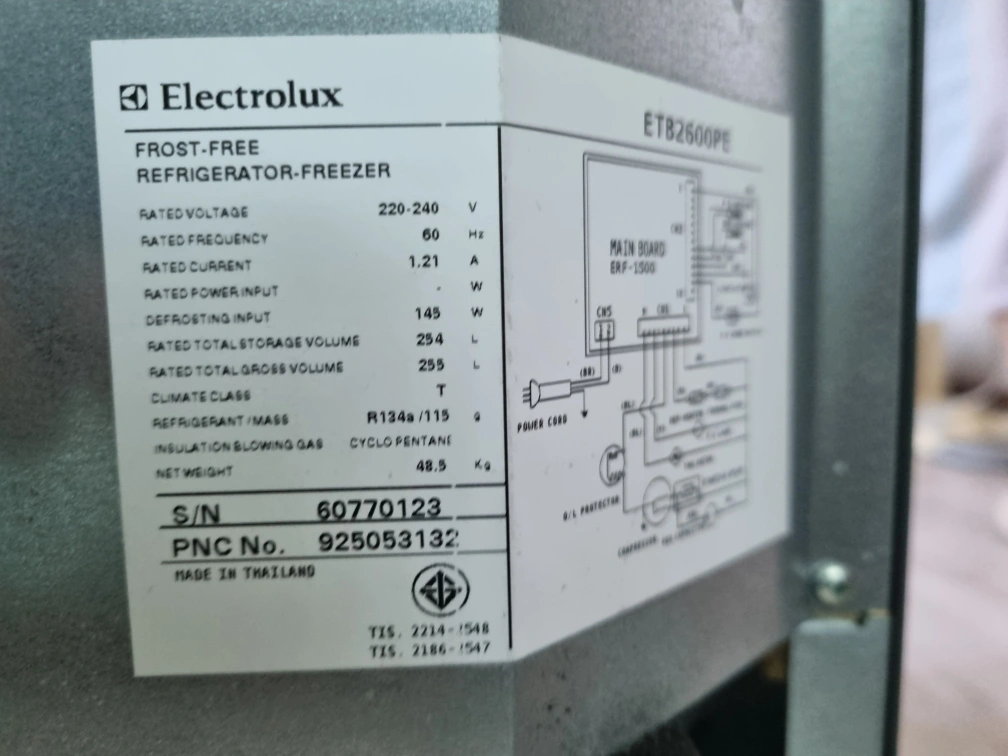 Electrolux
FROST-FREE
REFRIGERATOR-FREEZER
RATED VOLTAGE 220-240 V
RATED FREQUENCY 60 Hz
RATED CURRENT 1.21 A
RATED POWER INPUT - W
DEFROSTING INPUT 145 W
RATED TOTAL STORAGE VOLUME 254 L
RATED TOTAL GROSS VOLUME 255 L
CLIMATE CLASS T
REFRIGERANT/MASS R134a /115 g
INSULATION BLOWING GAS CYCLO PENTANE
NET WEIGHT 48.5 Kg
S/N 60770123
PNC No. 925053132
MADE IN THAILAND
TIS. 2214-2548
TIS. 2186-2547
ETB2600PE
MAIN BOARD
ERF-1500
CN5
1 2
(BR)
POWER CORD
O/L PROTECTOR
COMPRESSOR